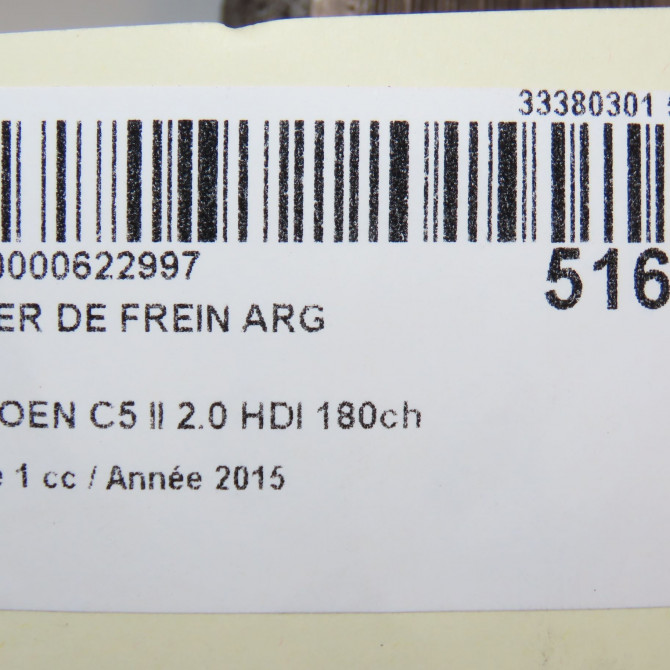 33380301
0000622997
516
ER DE FREIN ARG
OEN C5 II 2.0 HDI 180ch
e 1 cc / Année 2015